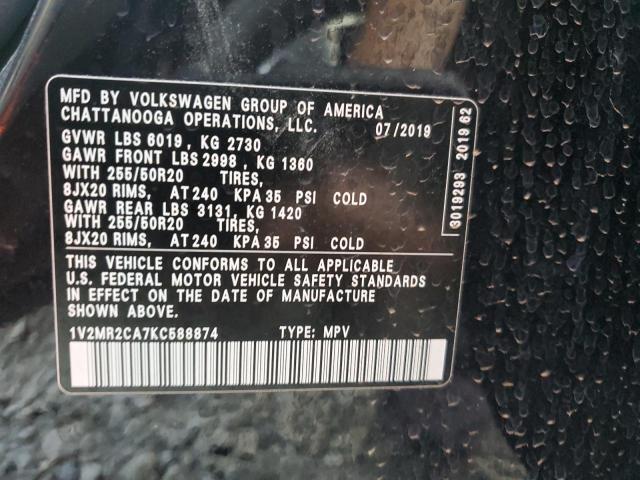 MFD BY VOLKSWAGEN GROUP OF AMERICA
CHATTANOOGA OPERATIONS, LLC. 07/2019
GVWR LBS 6019, KG 2730
GAWR FRONT LBS 2998, KG 1360
WITH 255/50R20 TIRES,
8JX20 RIMS, AT 240 KPA 35 PSI COLD
GAWR REAR LBS 3131, KG 1420
WITH 255/50R20 TIRES,
8JX20 RIMS, AT 240 KPA 35 PSI COLD
THIS VEHICLE CONFORMS TO ALL APPLICABLE
U.S. FEDERAL MOTOR VEHICLE SAFETY STANDARDS
IN EFFECT ON THE DATE OF MANUFACTURE
SHOWN ABOVE.
1V2MR2CA7KC588874 TYPE: MPV
3019293 2019 62